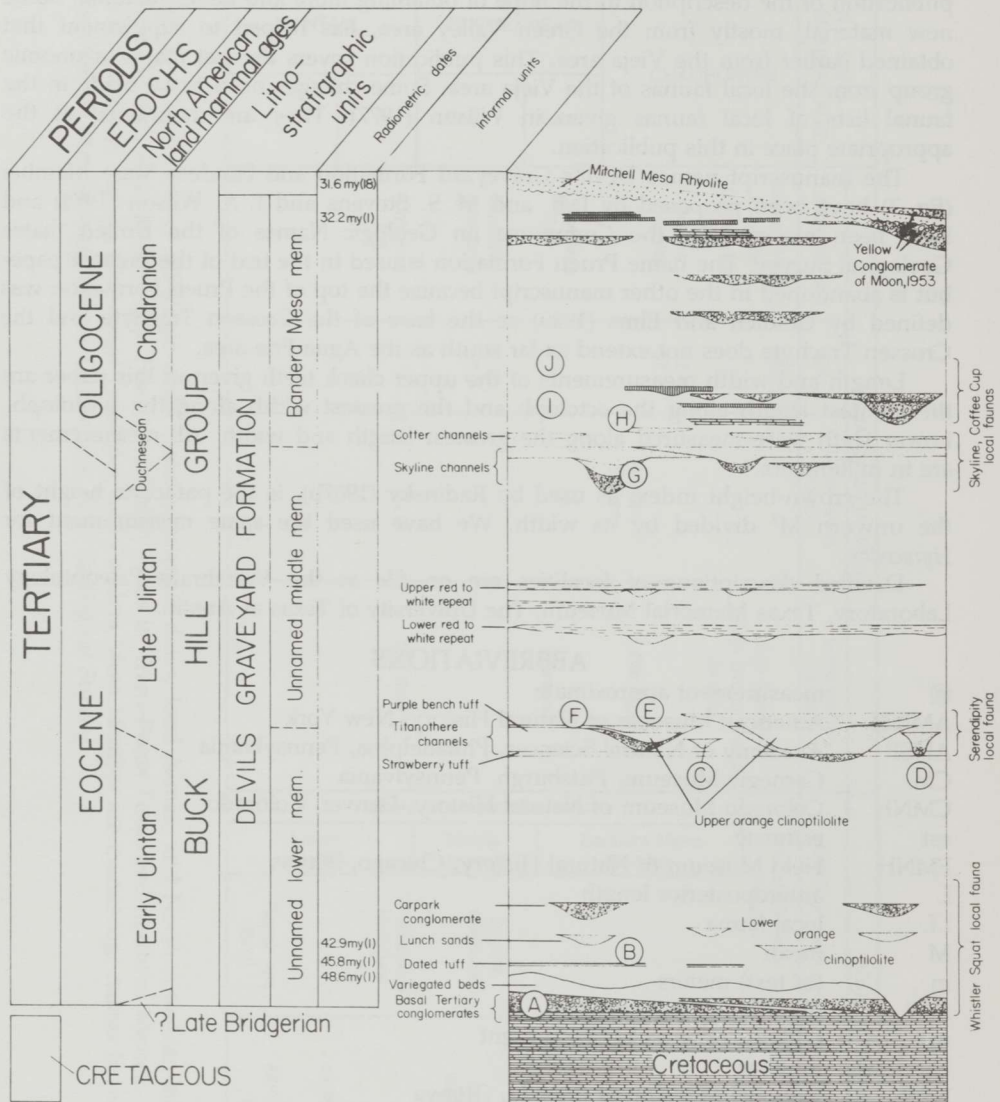 PERIODS
EPOCHS
North American
land mammal ages
Litho-
stratigraphic
units
Radiometric dates
Informal units
31.6 my(18)
32.2 my(1)
42.9my(1)
45.8my(1)
48.6my(1)
TERTIARY
OLIGOCENE
EOCENE
Chadronian
Duchnesean ?
Late Uintan
Early Uintan
? Late Bridgerian
CRETACEOUS
BUCK HILL GROUP
DEVILS GRAVEYARD FORMATION
Bandera Mesa mem.
Unnamed middle mem.
Unnamed lower mem.
Mitchell Mesa Rhyolite
Yellow
Conglomerate
of Moon,1953
J
I
H
Cotter channels
Skyline channels
G
Skyline, Coffee Cup
local faunas
Upper red to
white repeat
Lower red to
white repeat
Purple bench tuff
Titanothere
channels
Strawberry tuff
F
E
C
D
Upper orange clinoptilolite
Serendipity
local fauna
Carpark
conglomerate
Lunch sands
Dated tuff
Variegated beds
Basal Tertiary
conglomerates
B
Lower
orange
clinoptilolite
A
Cretaceous
Whistler Squat local fauna